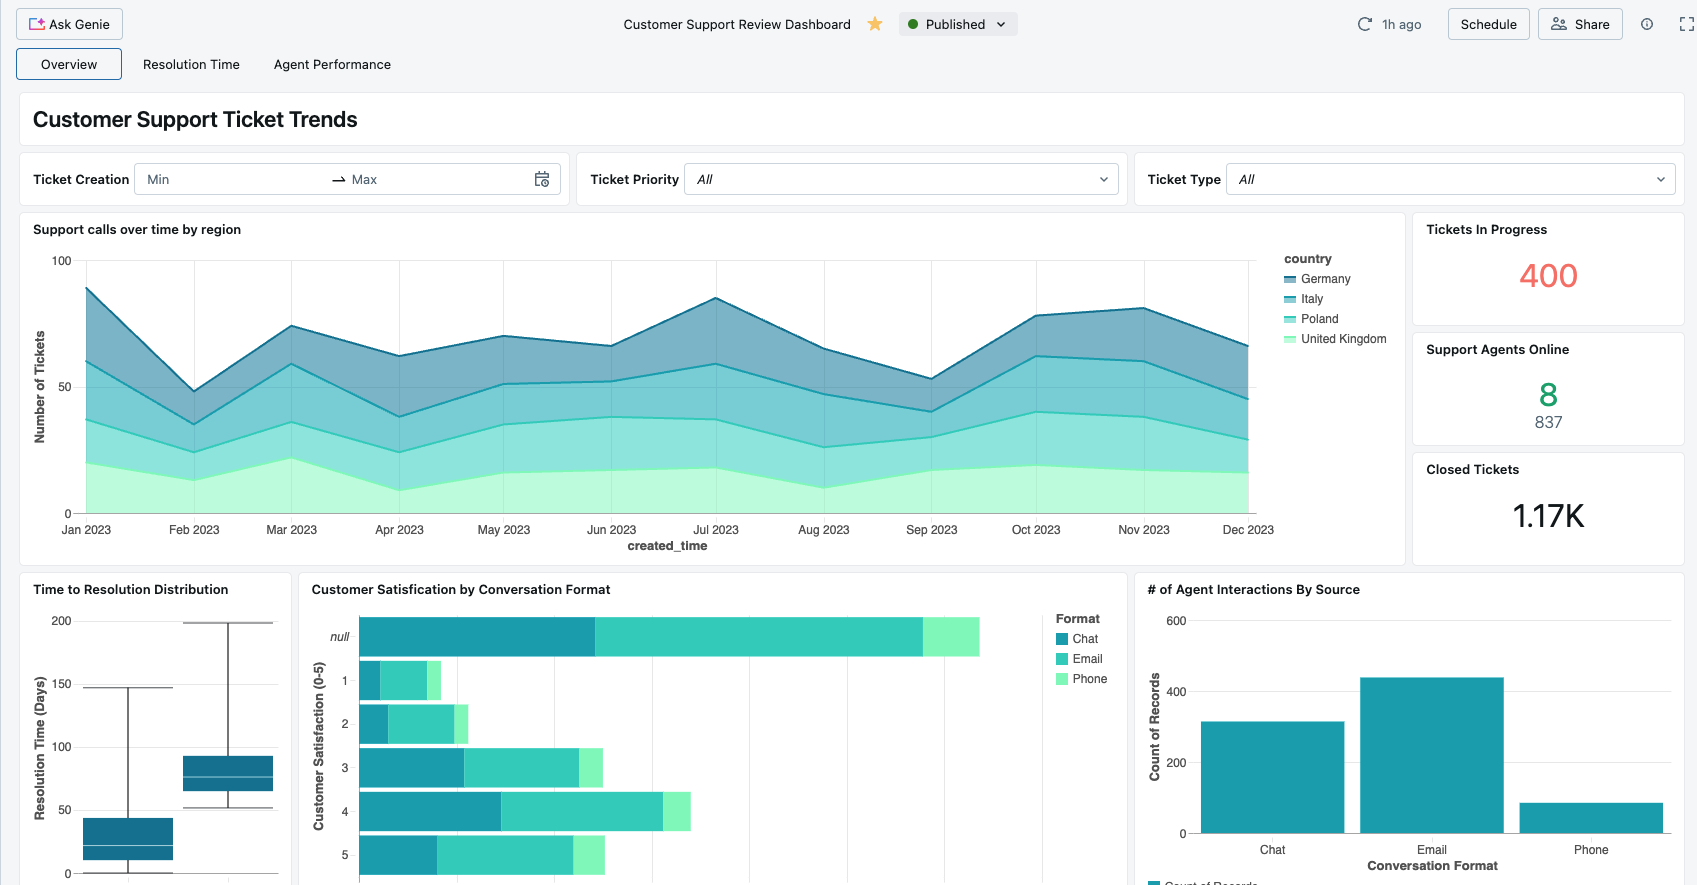 Ask Genie
Customer Support Review Dashboard
Published
1h ago
Schedule
Share
Overview
Resolution Time
Agent Performance
Customer Support Ticket Trends
Ticket Creation
Min
Max
Ticket Priority
All
Ticket Type
All
Support calls over time by region
Number of Tickets
100
50
0
Jan 2023
Feb 2023
Mar 2023
Apr 2023
May 2023
Jun 2023
Jul 2023
Aug 2023
Sep 2023
Oct 2023
Nov 2023
Dec 2023
created_time
country
Germany
Italy
Poland
United Kingdom
Tickets In Progress
400
Support Agents Online
8
837
Closed Tickets
1.17K
Time to Resolution Distribution
Resolution Time (Days)
200
150
100
50
0
Customer Satisfication by Conversation Format
Customer Satisfaction (0-5)
null
1
2
3
4
5
Format
Chat
Email
Phone
# of Agent Interactions By Source
Count of Records
600
400
200
0
Chat
Email
Phone
Conversation Format
Count of Records